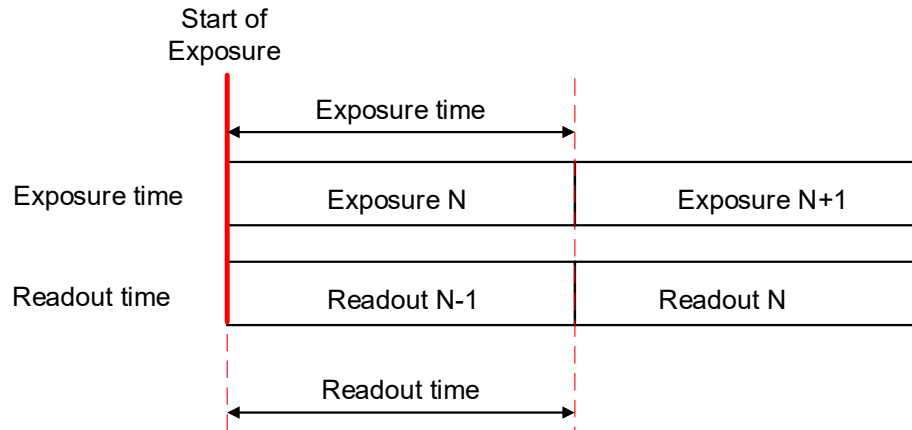 Start of
Exposure
Exposure time
Exposure time
Exposure N
Exposure N+1
Readout time
Readout N-1
Readout N
Readout time